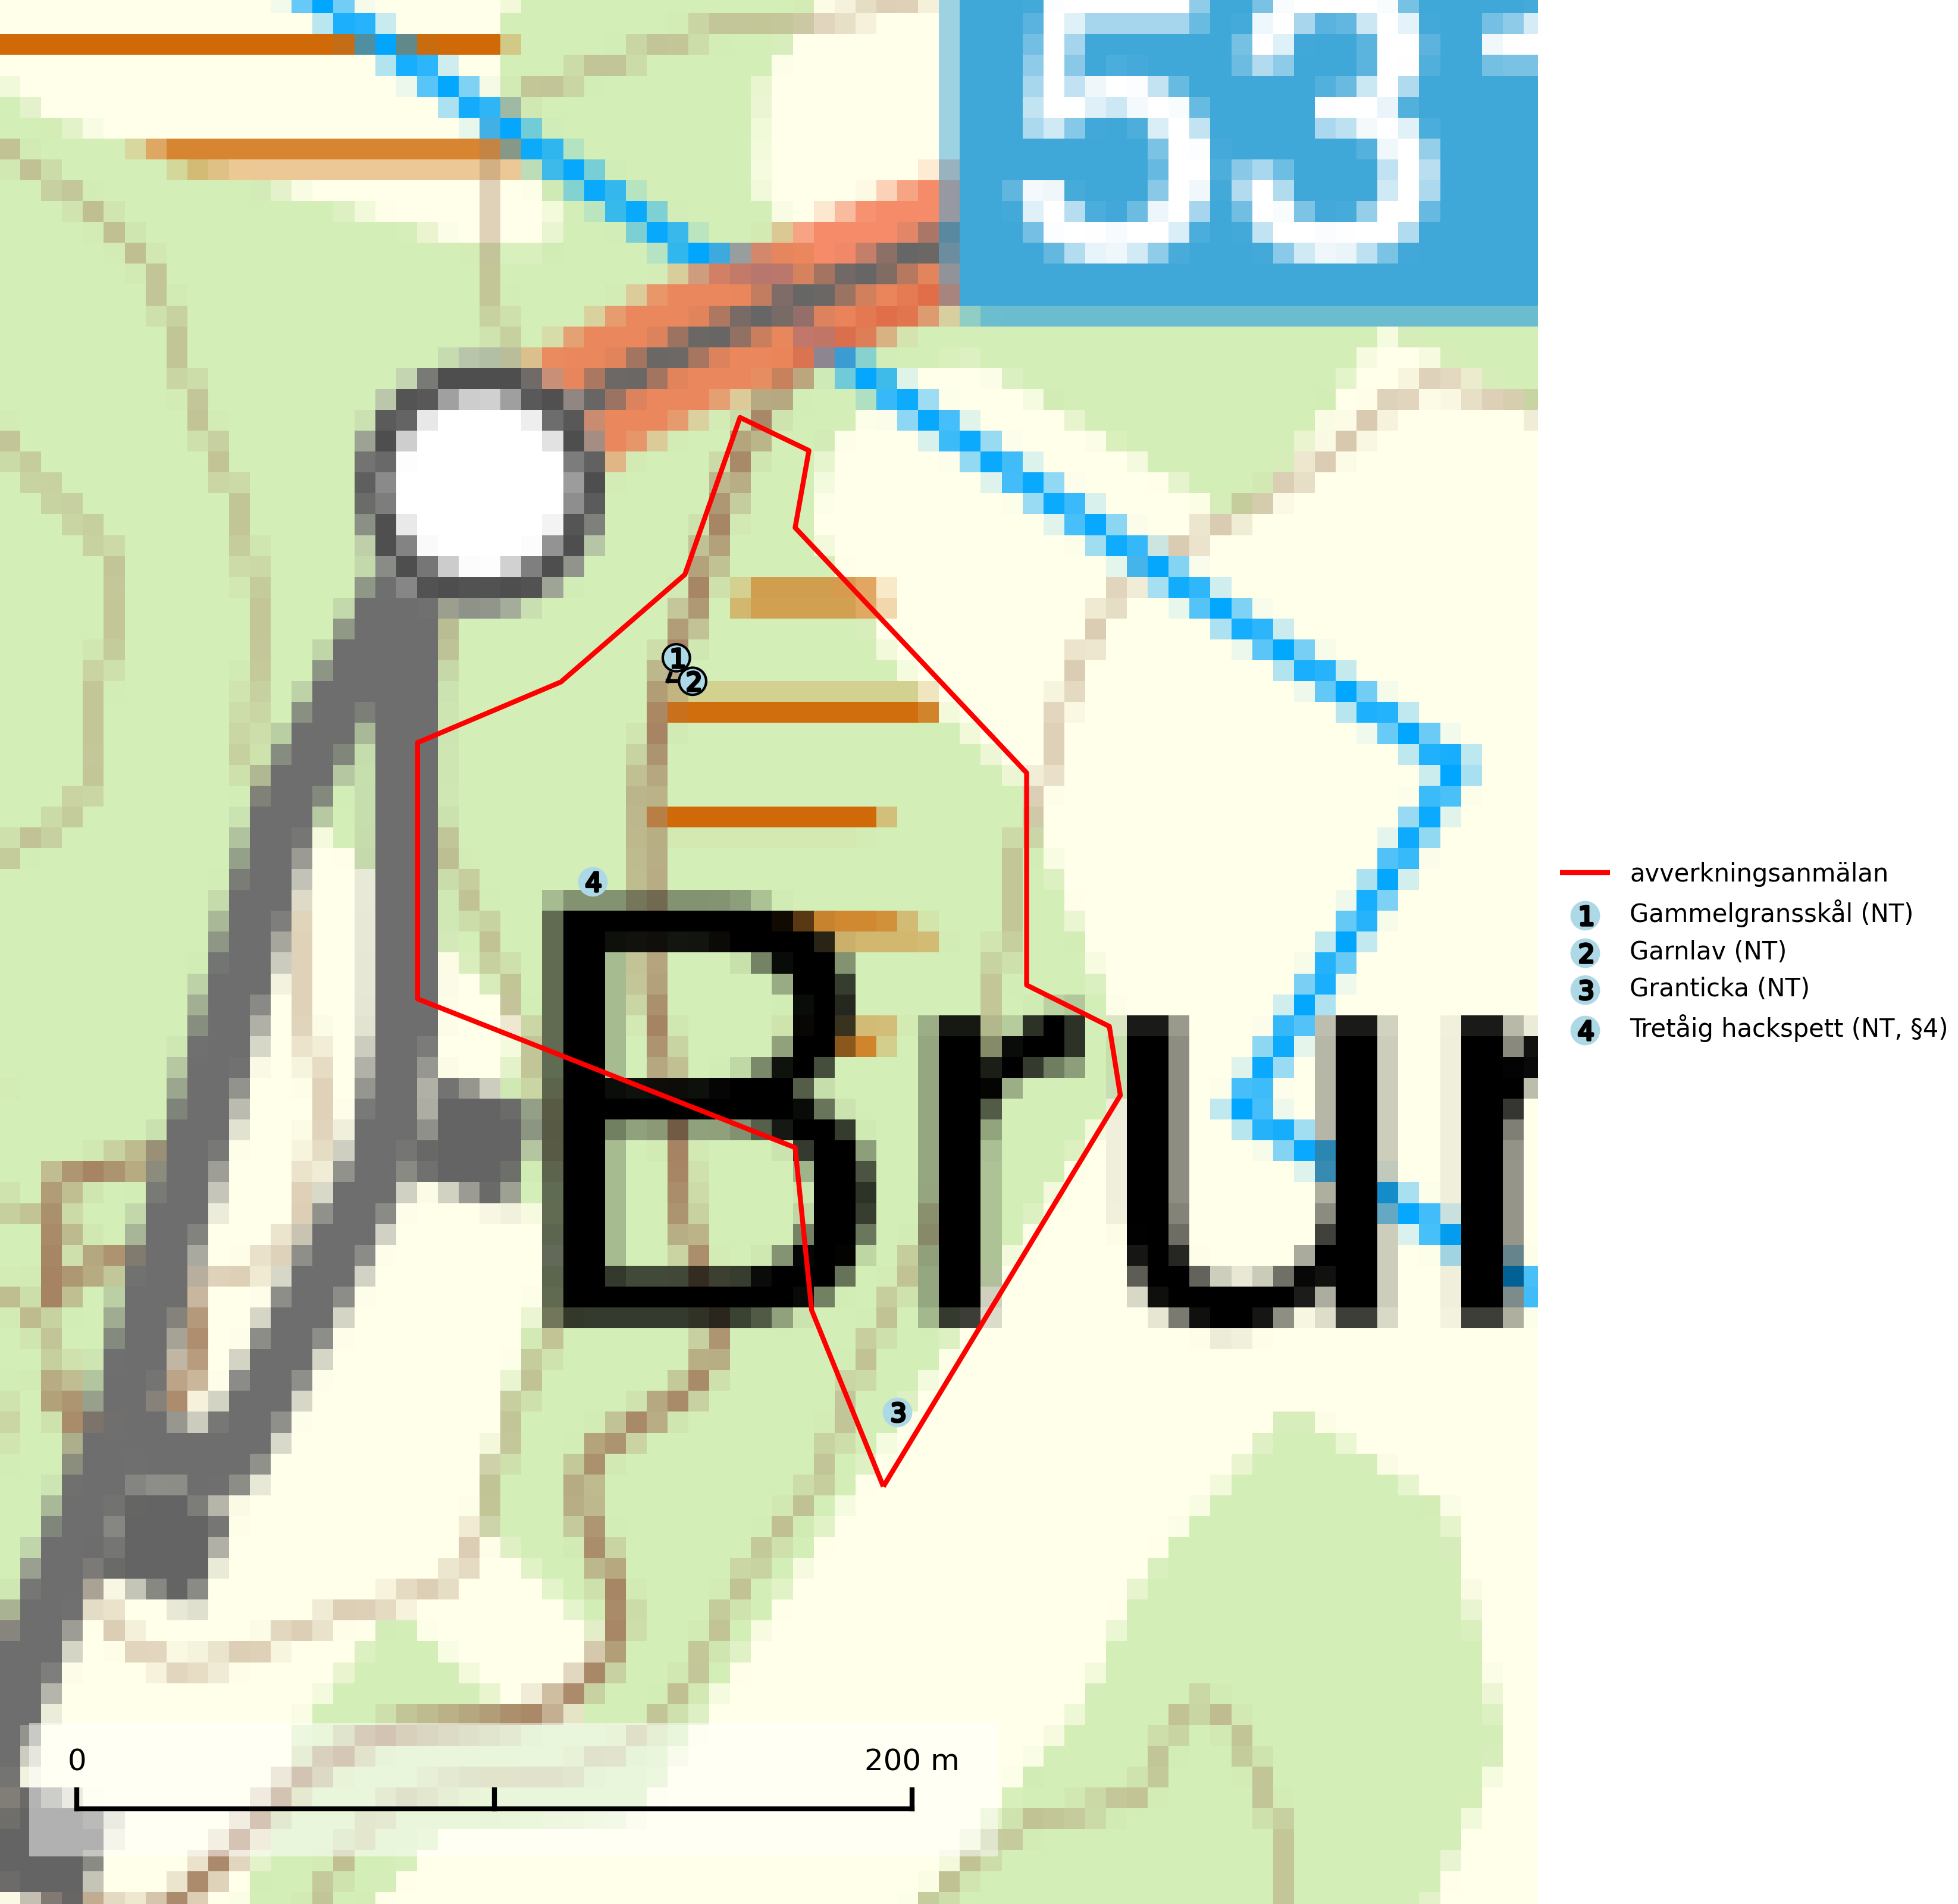 53
1
2
4
Brur
3
avverkningsanmälan
1 Gammelgransskål (NT)
2 Garnlav (NT)
3 Granticka (NT)
4 Tretåig hackspett (NT, §4)
0 200 m